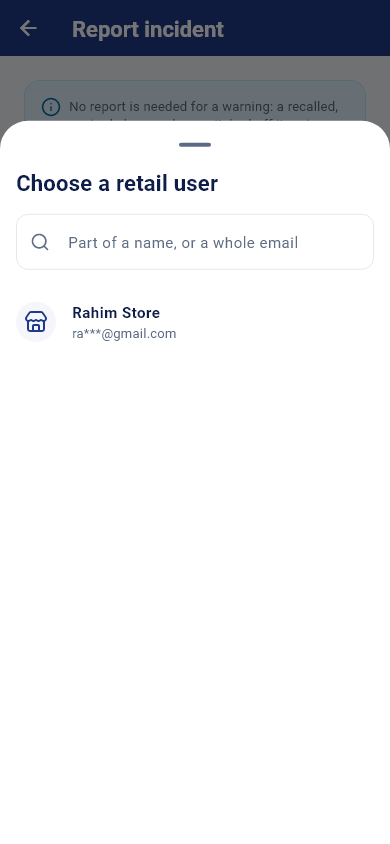 Report incident
No report is needed for a warning: a recalled,
Choose a retail user
Part of a name, or a whole email
Rahim Store
ra***@gmail.com